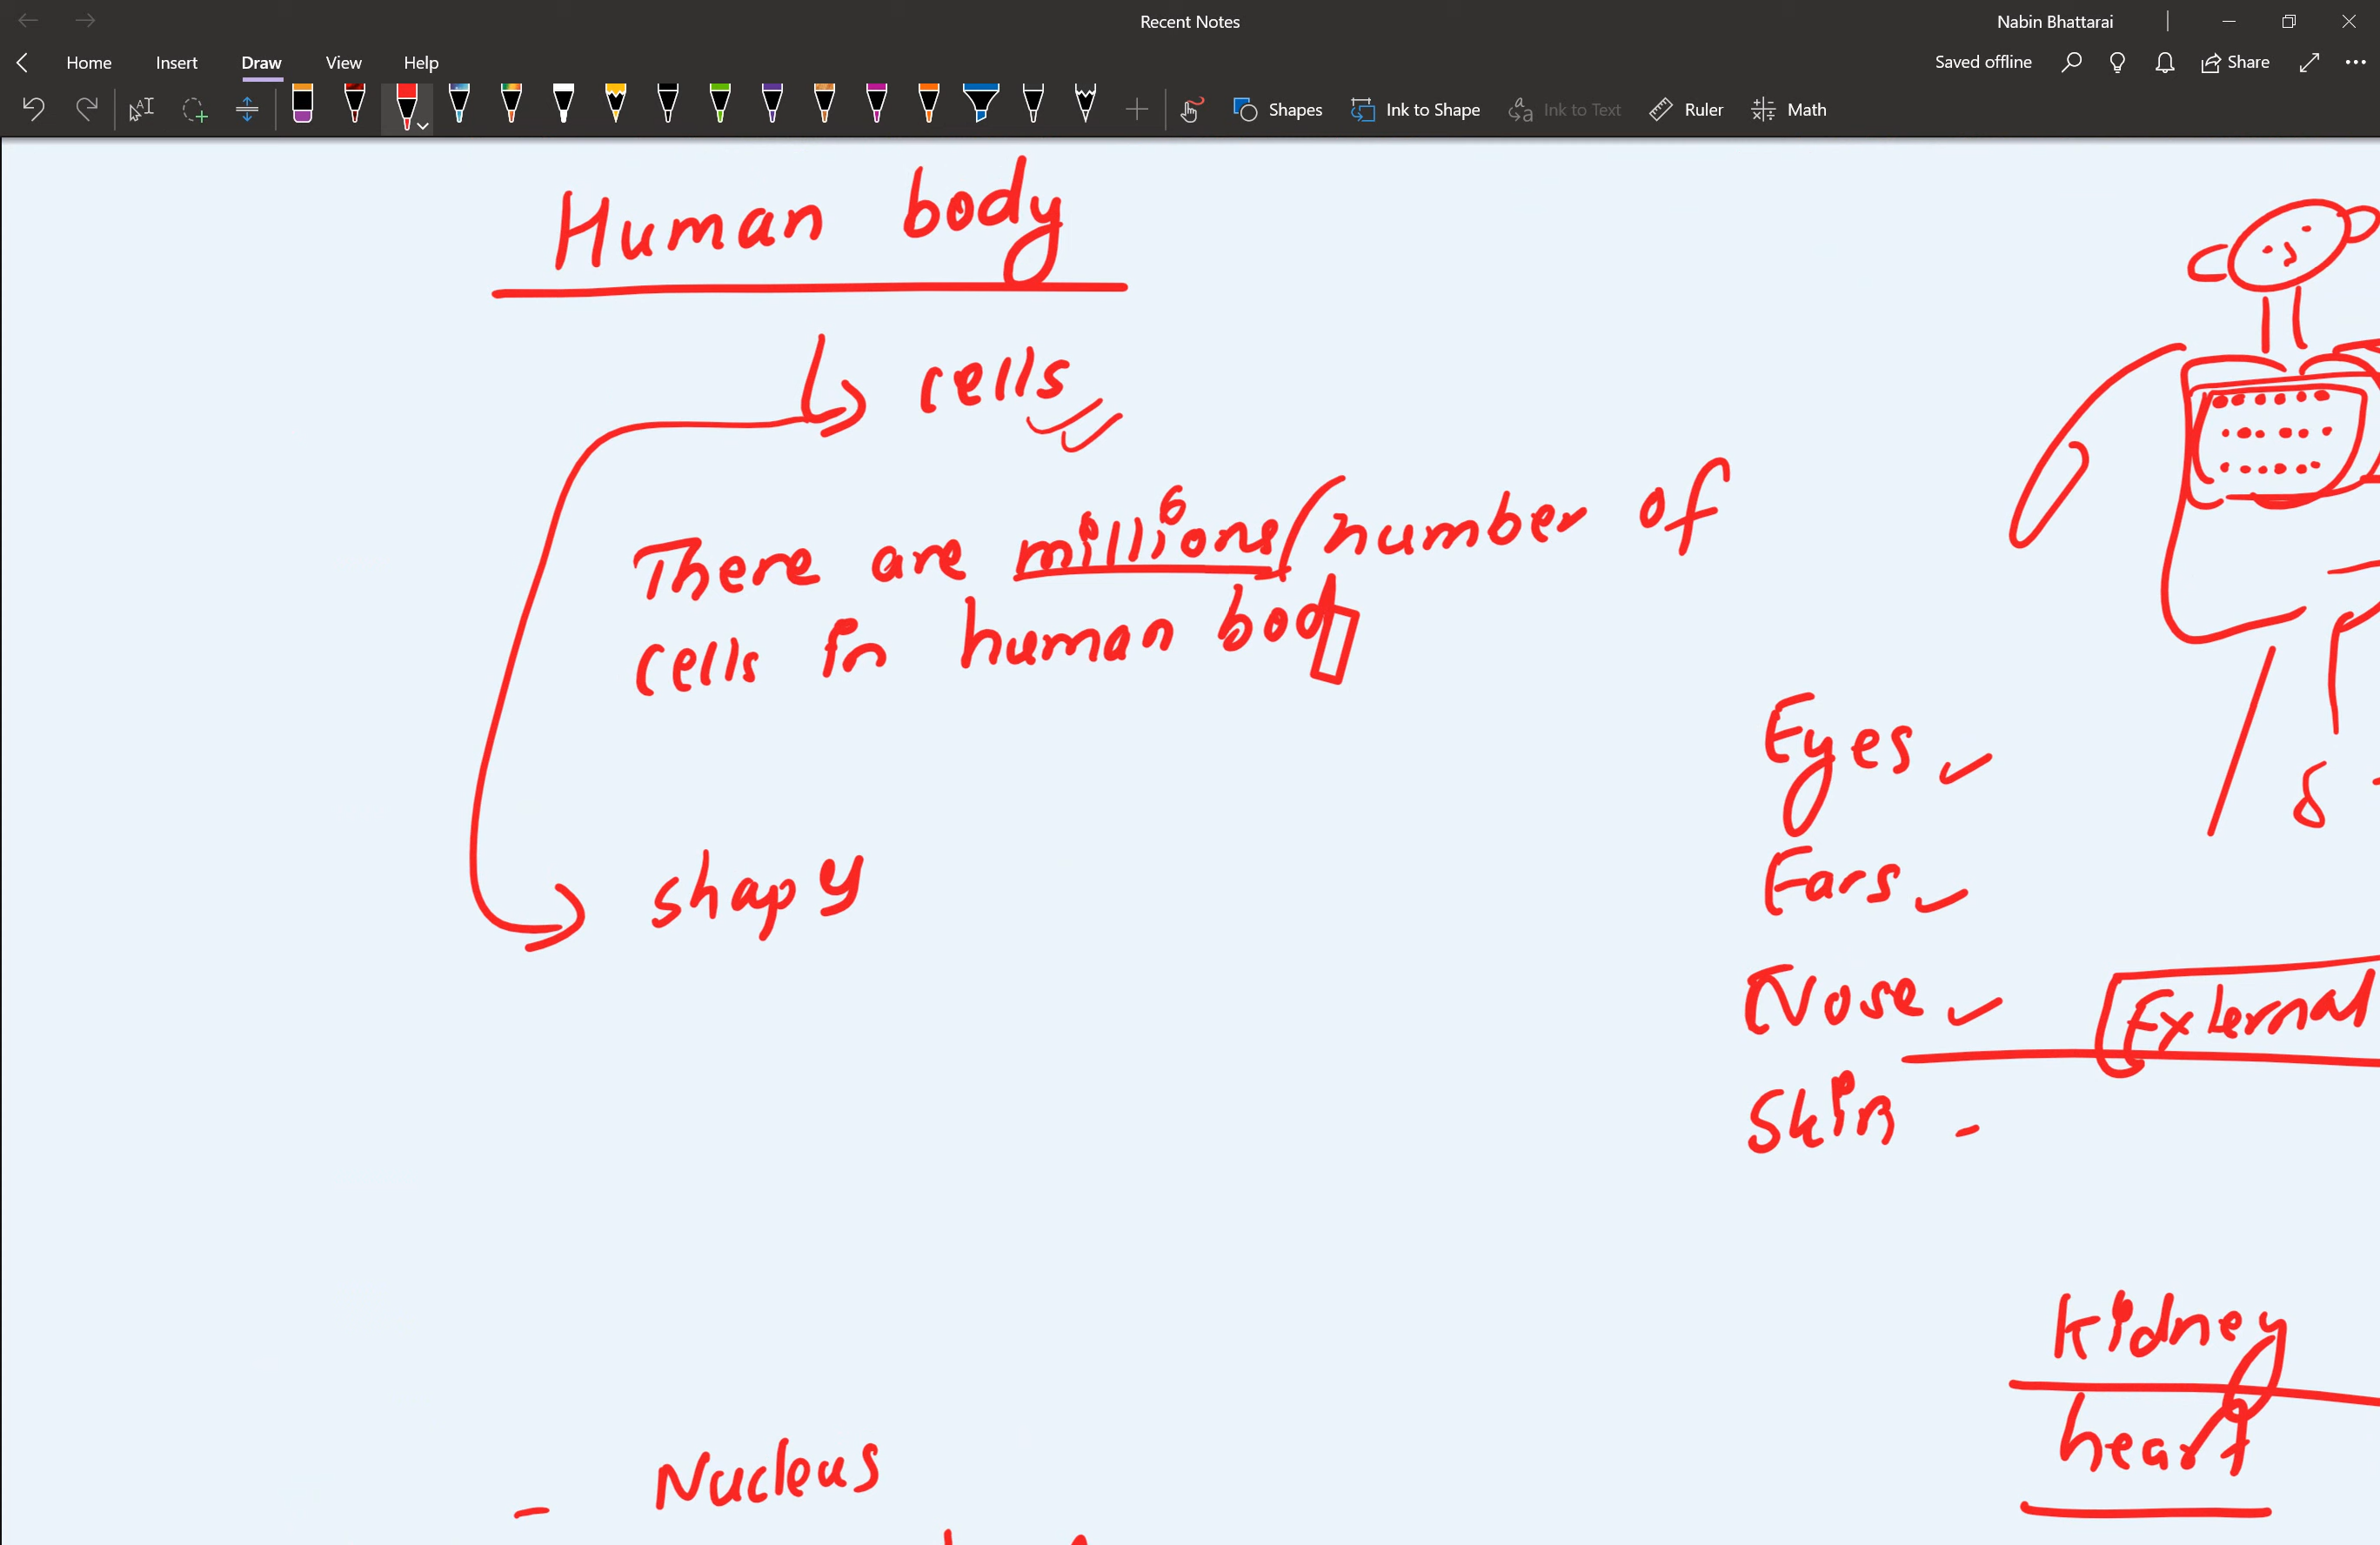 Recent Notes
Nabin Bhattarai
Home Insert Draw View Help
Saved offline Share
Shapes Ink to Shape Ink to Text Ruler Math
Human body
cells
There are millions/number of
cells in human body
Eyes
shap
Ears
Nose
External
Skin -
Kidney
heart
- Nucleus